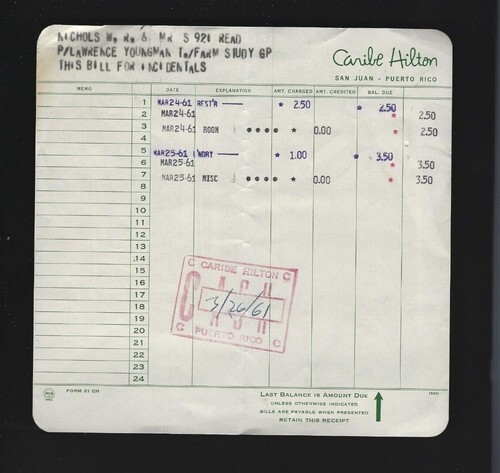 NICHOLS W. R. & MR S 921 READ
P/LAWRENCE YOUNGMAN T./FARM STUDY GP
THIS BILL FOR INCIDENTALS
Caribe Hilton
SAN JUAN - PUERTO RICO
MEMO DATE EXPLANATION AMT. CHARGED AMT. CREDITED BAL. DUE
1 MAR24-61 REST'R * 2.50 * 2.50
2 MAR24-61 * 2.50
3 MAR24-61 ROOM •••• * 0.00 * 2.50
4
5 MAR25-61 L'NDRY * 1.00 * 3.50
6 MAR25-61 * 3.50
7 MAR25-61 MISC •••• * 0.00 * 3.50
8
9
10
11
12
13
14
15
16
17
18
19
20
21
22
23
24
C CARIBE HILTON C
CASH
3/26/61
C PUERTO RICO C
FORM 21 CH
LAST BALANCE IS AMOUNT DUE
UNLESS OTHERWISE INDICATED
BILLS ARE PAYABLE WHEN PRESENTED
RETAIN THIS RECEIPT